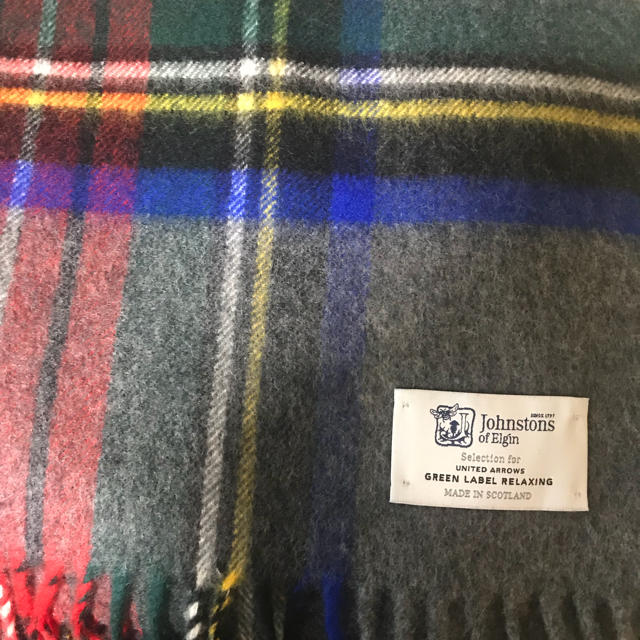 SINCE 1797
Johnstons
of Elgin
Selection for
UNITED ARROWS
GREEN LABEL RELAXING
MADE IN SCOTLAND